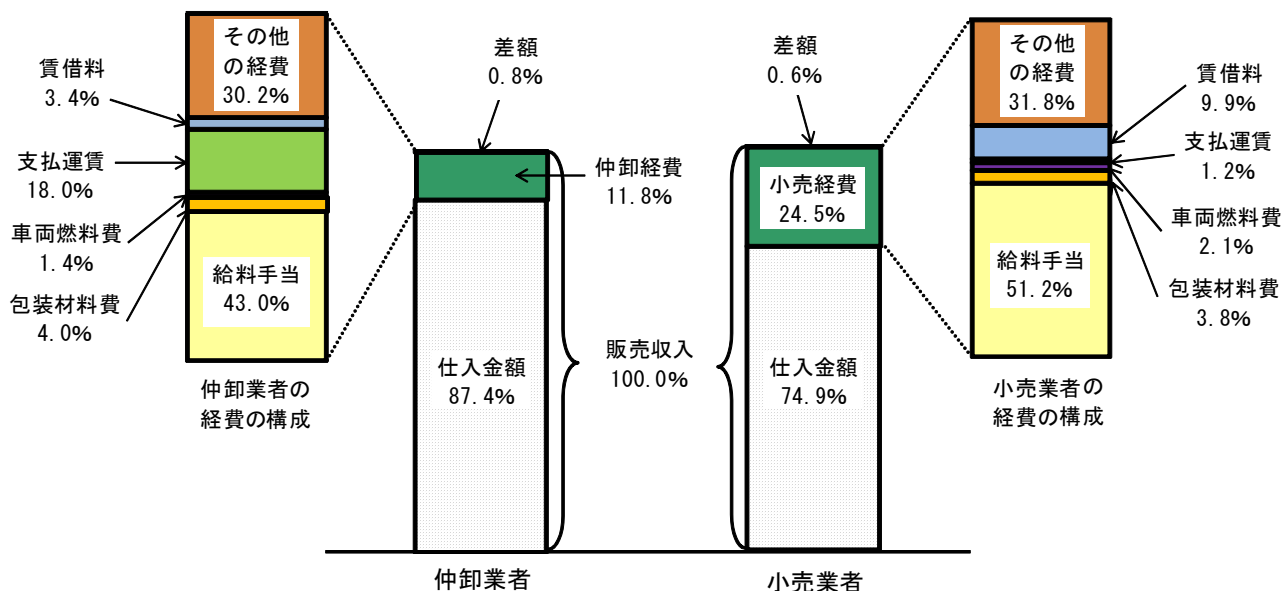 その他
の経費
30.2%
賃借料
3.4%
支払運賃
18.0%
車両燃料費
1.4%
包装材料費
4.0%
給料手当
43.0%
仲卸業者の
経費の構成
差額
0.8%
仲卸経費
11.8%
仕入金額
87.4%
仲卸業者
販売収入
100.0%
差額
0.6%
小売経費
24.5%
仕入金額
74.9%
小売業者
その他
の経費
31.8%
賃借料
9.9%
支払運賃
1.2%
車両燃料費
2.1%
包装材料費
3.8%
給料手当
51.2%
小売業者の
経費の構成